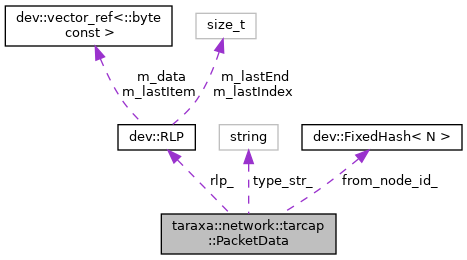 dev::vector_ref<::byte
const >
size_t
m_data
m_lastItem
m_lastEnd
m_lastIndex
dev::RLP
string
dev::FixedHash< N >
rlp_
type_str_
from_node_id_
taraxa::network::tarcap
::PacketData